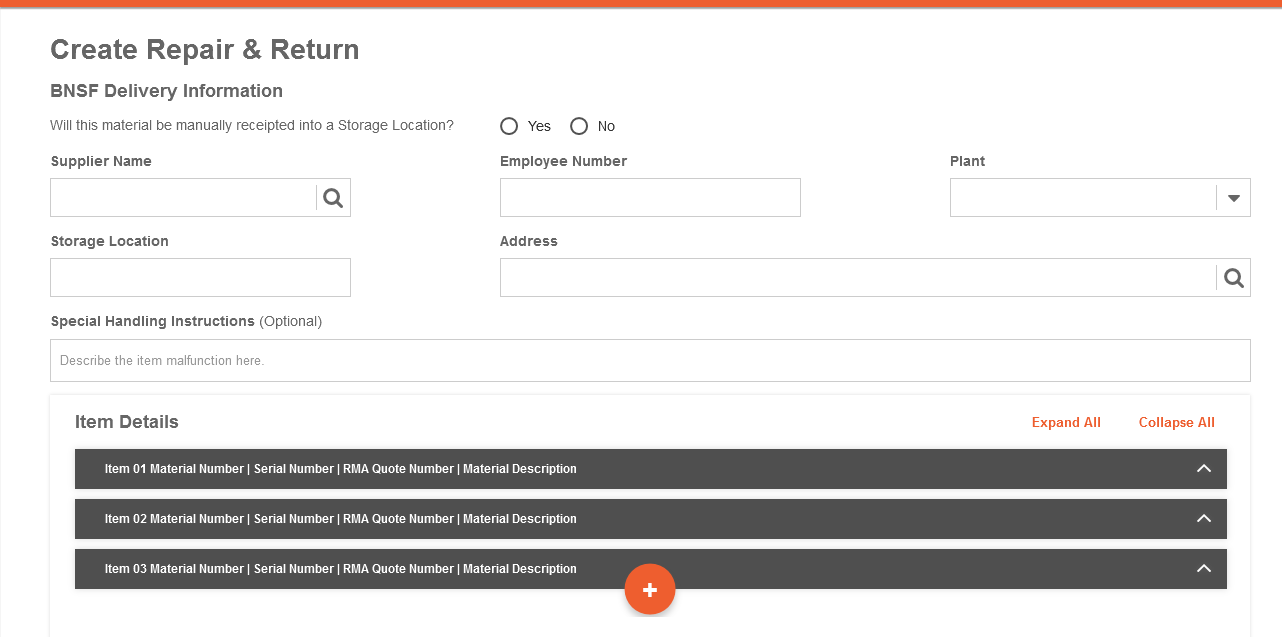 Create Repair & Return
BNSF Delivery Information
Will this material be manually receipted into a Storage Location? Yes No
Supplier Name Employee Number Plant
Storage Location Address
Special Handling Instructions (Optional)
Describe the item malfunction here.
Item Details Expand All Collapse All
Item 01 Material Number | Serial Number | RMA Quote Number | Material Description
Item 02 Material Number | Serial Number | RMA Quote Number | Material Description
Item 03 Material Number | Serial Number | RMA Quote Number | Material Description